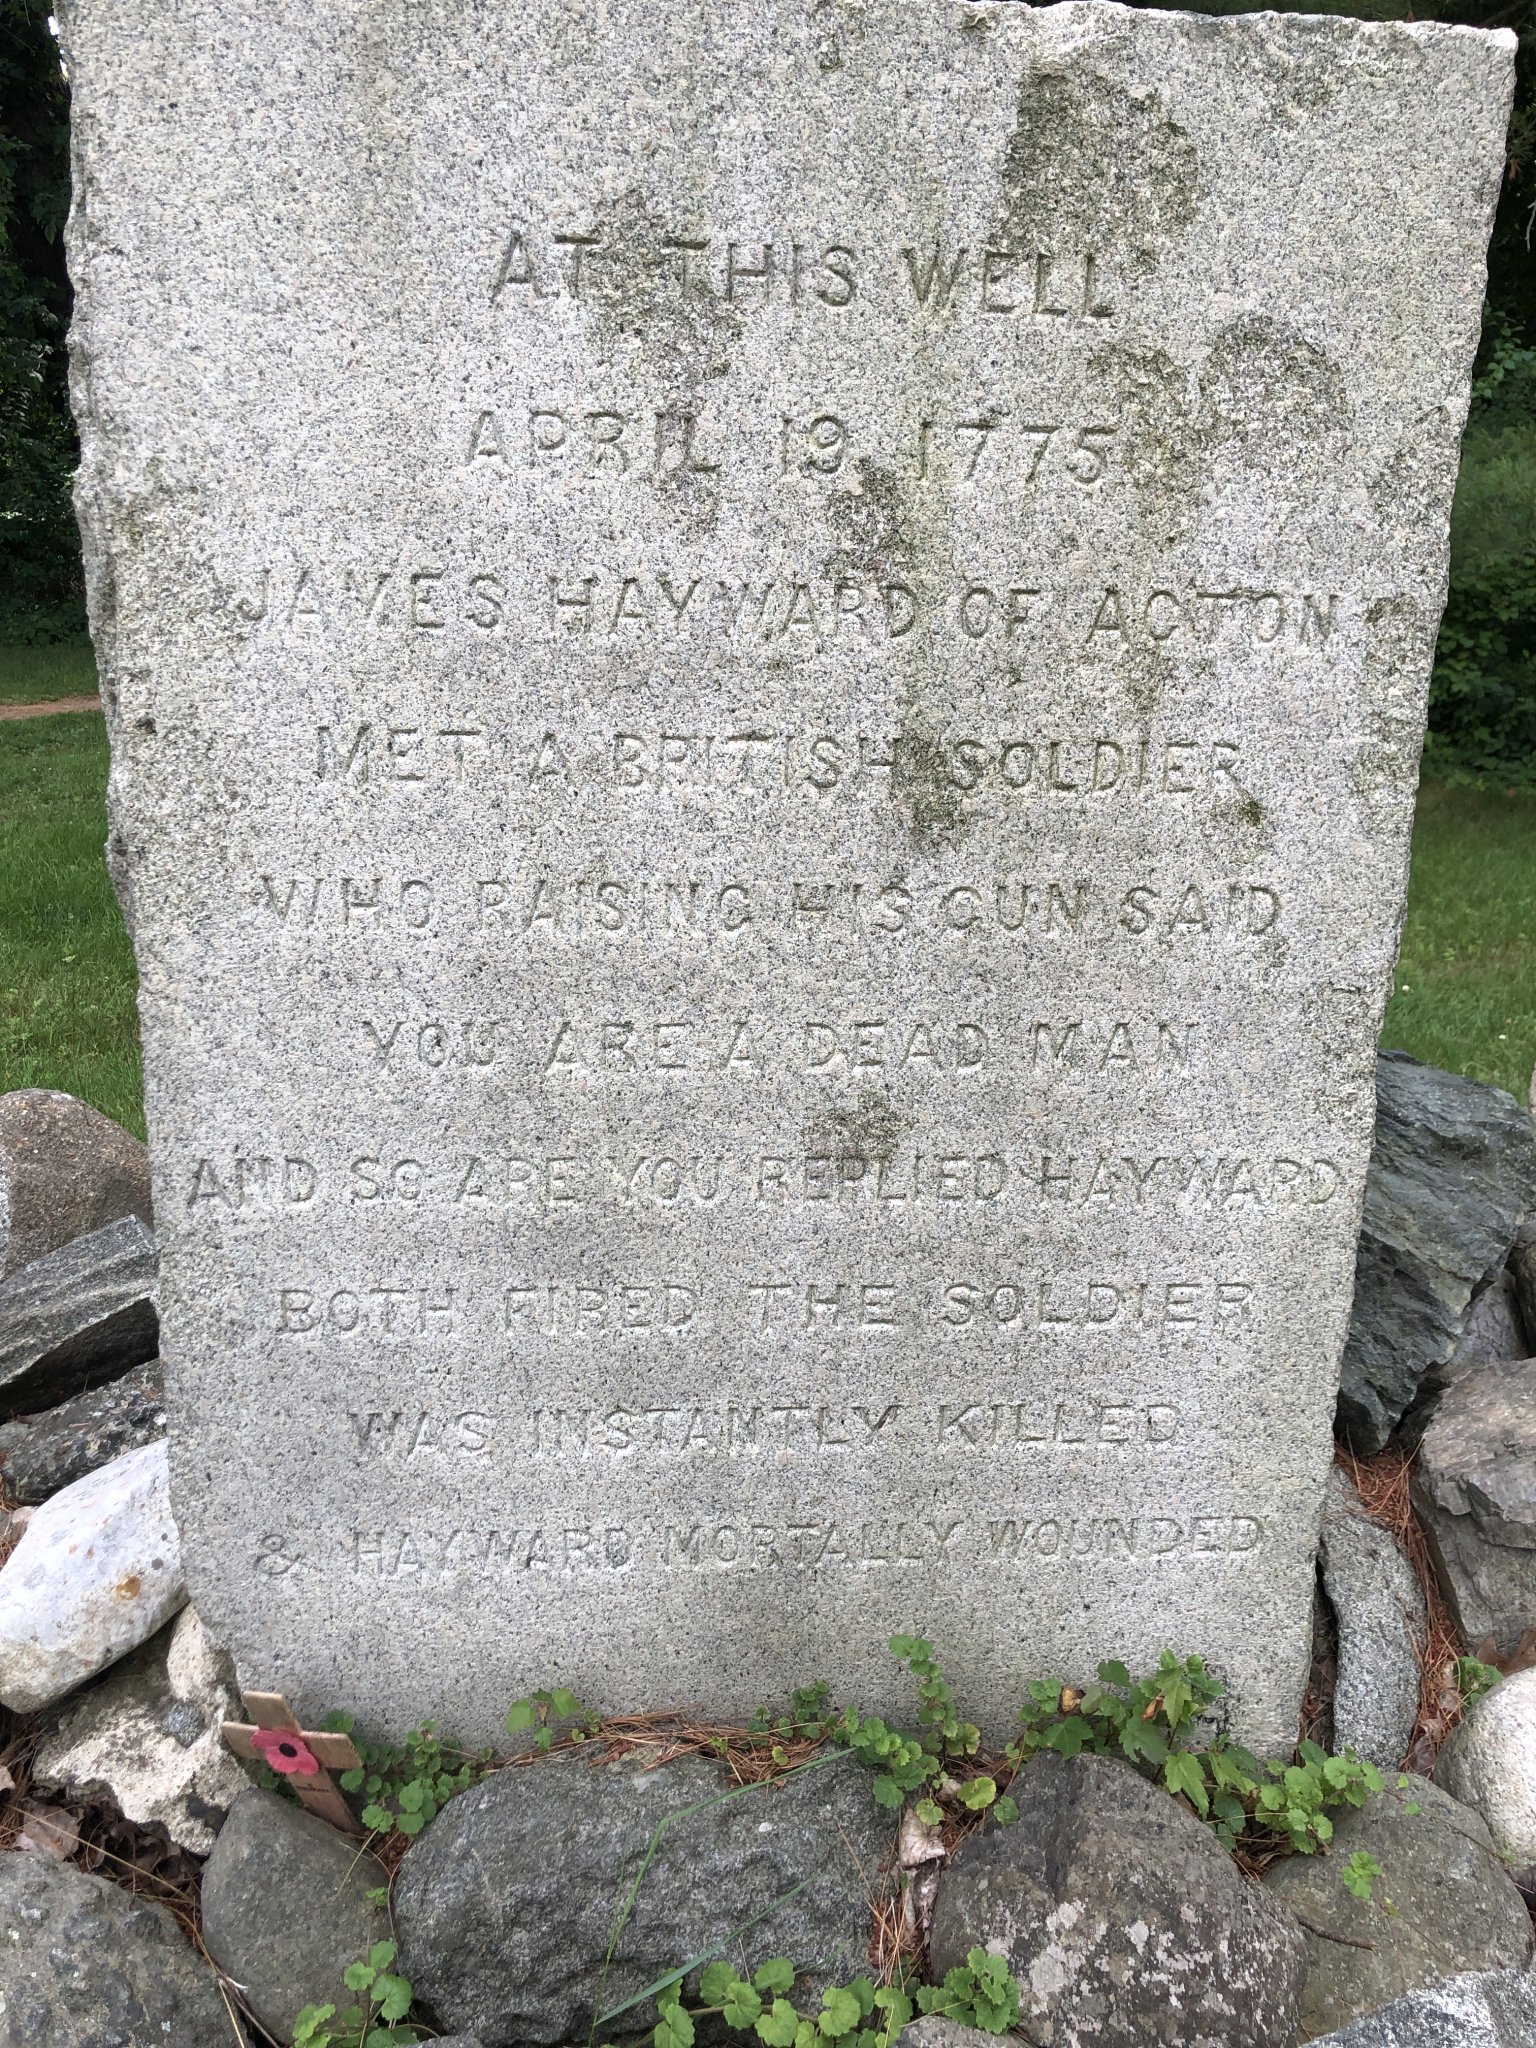 AT THIS WELL
APRIL 19, 1775
JAMES HAYWARD OF ACTON
MET A BRITISH SOLDIER
WHO RAISING HIS GUN SAID
YOU ARE A DEAD MAN
AND SO ARE YOU REPLIED HAYWARD
BOTH FIRED THE SOLDIER
WAS INSTANTLY KILLED
& HAYWARD MORTALLY WOUNDED